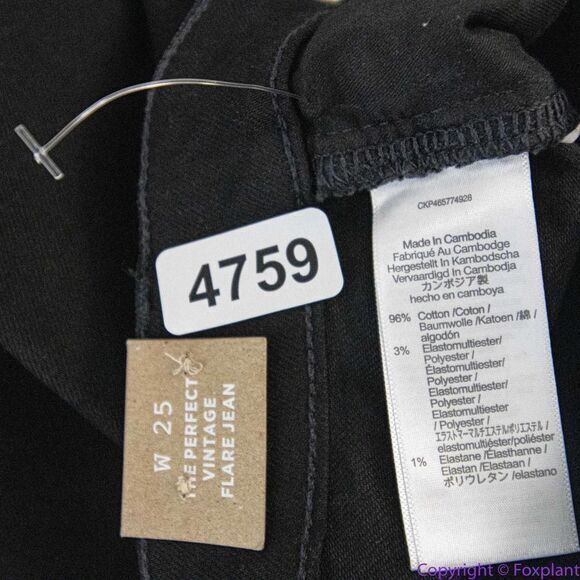 4759
W 25
THE PERFECT
VINTAGE
FLARE JEAN
CKP465774928
Made In Cambodia
Fabriqué Au Cambodge
Hergestellt In Kambodscha
Vervaardigd In Cambodja
カンボジア製
hecho en camboya
96% Cotton /Coton /
Baumwolle /Katoen /綿 /
algodón
3% Elastomultiester/
Polyester /
Élastomultiester/
Polyester /
Elastomultiester/
Polyester /
Elastomultiester
/ Polyester /
エラストマーマルチエステルポリエステル /
elastomultiéster/poliéster
1% Elastane /Élasthanne /
Elastan /Elastaan /
ポリウレタン /elastano
Copyright © Foxplant